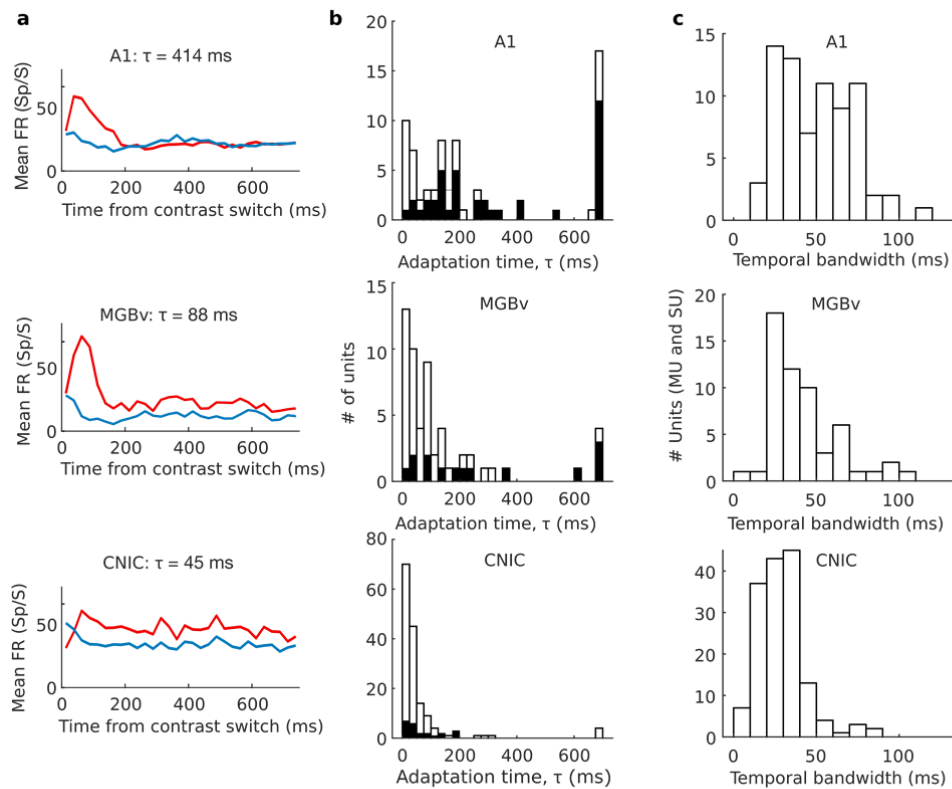 a
b
c
A1: τ = 414 ms
Mean FR (Sp/S)
50
0
0 200 400 600
Time from contrast switch (ms)
A1
20
15
10
5
0
0 200 400 600
Adaptation time, τ (ms)
A1
15
10
5
0
0 50 100
Temporal bandwidth (ms)
MGBv: τ = 88 ms
Mean FR (Sp/S)
50
0
0 200 400 600
Time from contrast switch (ms)
MGBv
# of units
15
10
5
0
0 200 400 600
Adaptation time, τ (ms)
MGBv
# Units (MU and SU)
20
15
10
5
0
0 50 100
Temporal bandwidth (ms)
CNIC: τ = 45 ms
Mean FR (Sp/S)
50
0
0 200 400 600
Time from contrast switch (ms)
CNIC
80
60
40
20
0
0 200 400 600
Adaptation time, τ (ms)
CNIC
40
30
20
10
0
0 50 100
Temporal bandwidth (ms)